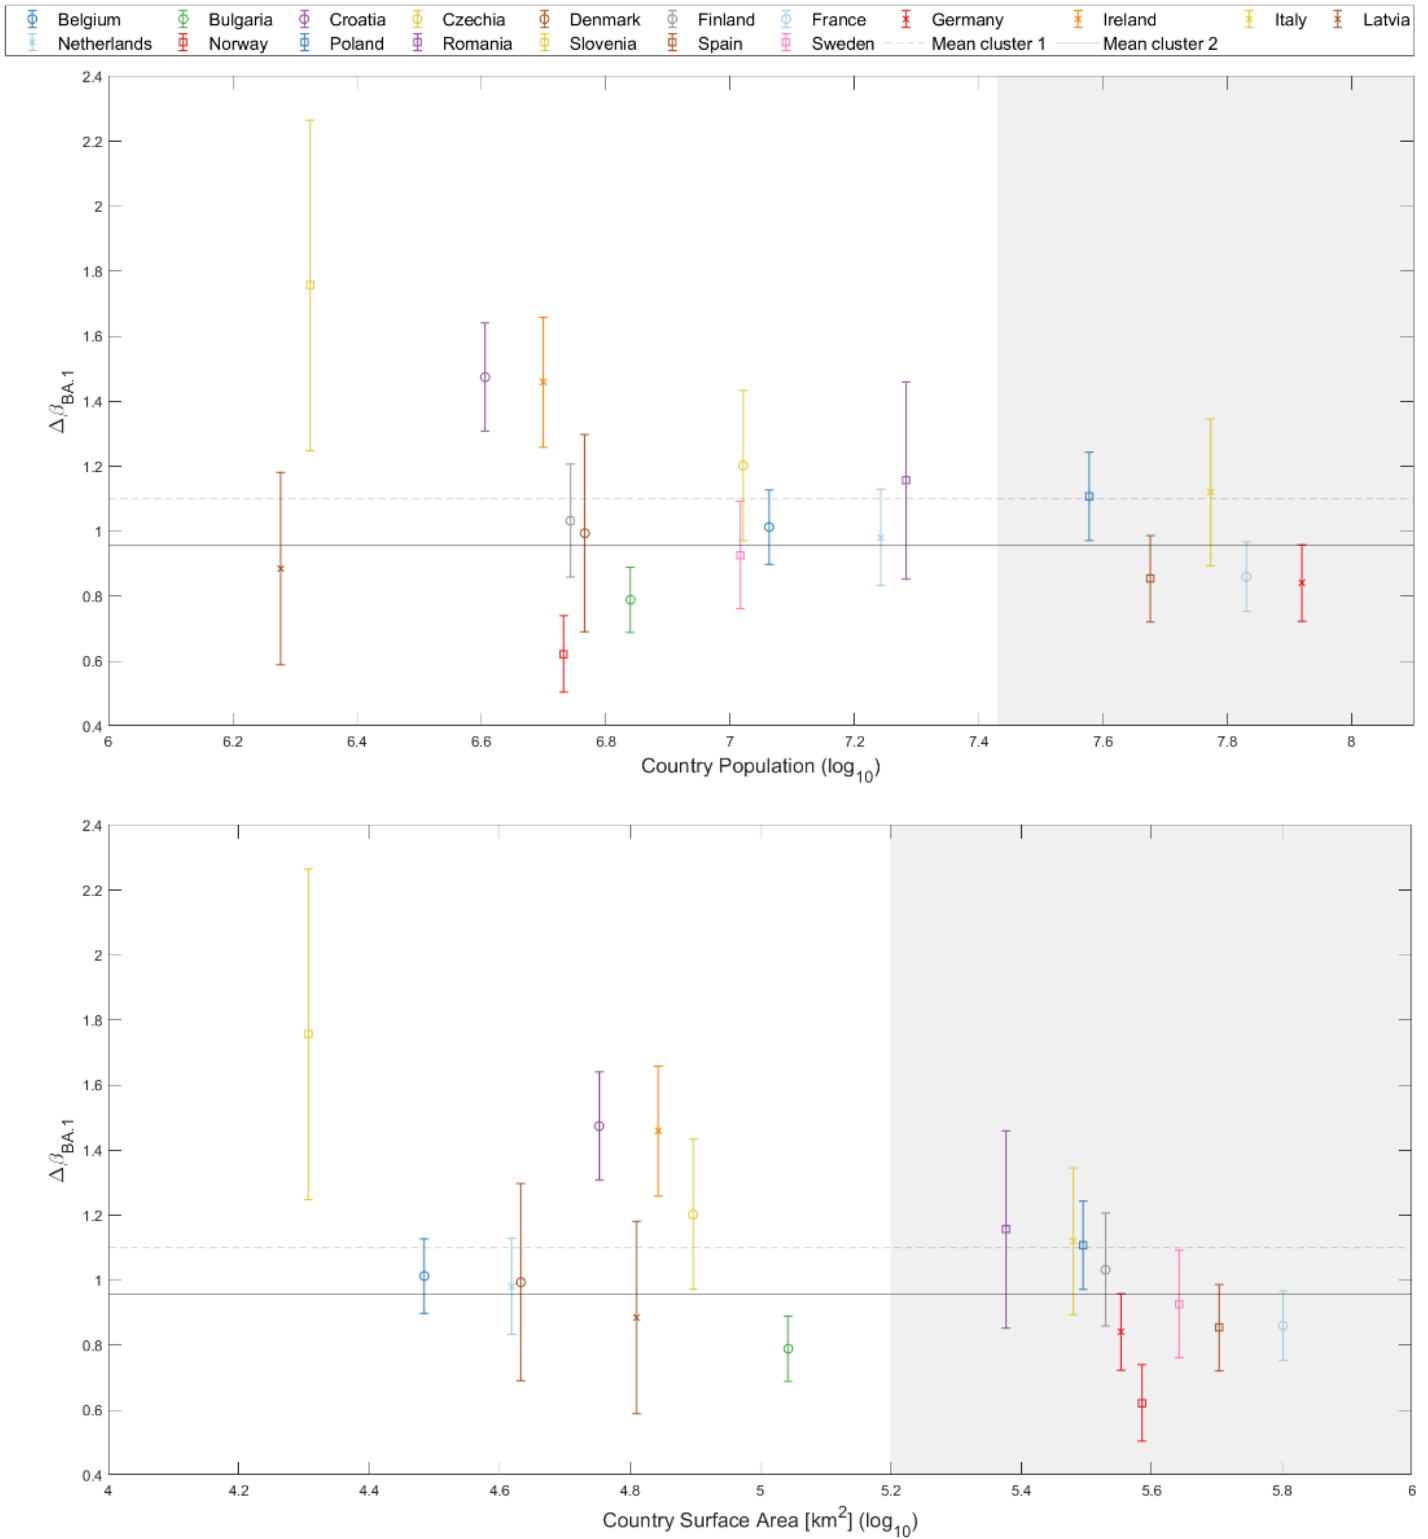 Belgium Bulgaria Croatia Czechia Denmark Finland France Germany Ireland Italy Latvia
Netherlands Norway Poland Romania Slovenia Spain Sweden Mean cluster 1 Mean cluster 2
2.4
2.2
2
1.8
1.6
1.4
1.2
1
0.8
0.6
0.4
Δβ_BA.1
6 6.2 6.4 6.6 6.8 7 7.2 7.4 7.6 7.8 8
Country Population (log₁₀)
2.4
2.2
2
1.8
1.6
1.4
1.2
1
0.8
0.6
0.4
Δβ_BA.1
4 4.2 4.4 4.6 4.8 5 5.2 5.4 5.6 5.8 6
Country Surface Area [km²] (log₁₀)